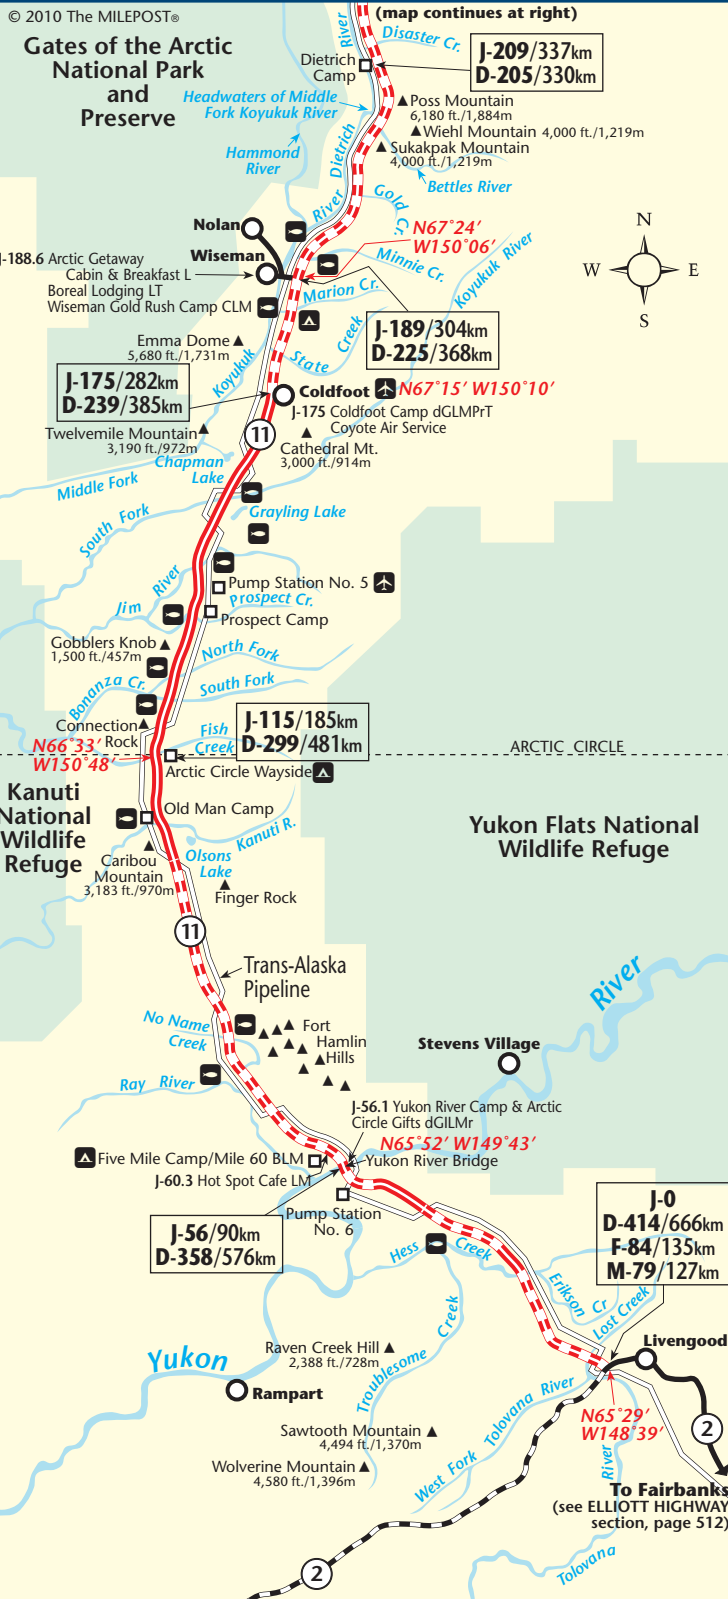 © 2010 The MILEPOST®
(map continues at right)
River
Disaster Cr.
Gates of the Arctic
National Park
and
Preserve
Dietrich
Camp
J-209/337km
D-205/330km
Headwaters of Middle
Fork Koyukuk River
Poss Mountain
6,180 ft./1,884m
Wiehl Mountain 4,000 ft./1,219m
Sukakpak Mountain
4,000 ft./1,219m
Hammond
River
Dietrich
River
Bettles River
Gold
Cr.
Nolan
N67°24′
W150°06′
N
W E
S
Wiseman
J-188.6 Arctic Getaway
Cabin & Breakfast L
Boreal Lodging LT
Wiseman Gold Rush Camp CLM
Minnie Cr.
Koyukuk River
Marion Cr.
J-189/304km
D-225/368km
Emma Dome
5,680 ft./1,731m
Koyukuk
State
Creek
J-175/282km
D-239/385km
Coldfoot
N67°15′ W150°10′
J-175 Coldfoot Camp dGLMPrT
Coyote Air Service
Twelvemile Mountain
3,190 ft./972m
11
Cathedral Mt.
3,000 ft./914m
Chapman
Lake
Middle Fork
South Fork
Grayling Lake
Jim
River
Pump Station No. 5
Prospect Cr.
Prospect Camp
Gobblers Knob
1,500 ft./457m
North Fork
South Fork
Bonanza Cr.
Connection
Rock
Fish
Creek
J-115/185km
D-299/481km
N66°33′
W150°48′
ARCTIC CIRCLE
Arctic Circle Wayside
Kanuti
National
Wildlife
Refuge
Old Man Camp
Yukon Flats National
Wildlife Refuge
Kanuti R.
Caribou
Mountain
3,183 ft./970m
Olsons
Lake
Finger Rock
11
Trans-Alaska
Pipeline
River
No Name
Creek
Fort
Hamlin
Hills
Stevens Village
Ray River
J-56.1 Yukon River Camp & Arctic
Circle Gifts dGILMr
N65°52′ W149°43′
Five Mile Camp/Mile 60 BLM
Yukon River Bridge
J-60.3 Hot Spot Cafe LM
Pump Station
No. 6
J-56/90km
D-358/576km
J-0
D-414/666km
F-84/135km
M-79/127km
Hess
Creek
Erikson
Cr
Lost Creek
Livengood
Yukon
Raven Creek Hill
2,388 ft./728m
Troublesome
Creek
Rampart
N65°29′
W148°39′
2
Sawtooth Mountain
4,494 ft./1,370m
Wolverine Mountain
4,580 ft./1,396m
West Fork
Tolovana River
River
To Fairbanks
(see ELLIOTT HIGHWAY
section, page 512)
2
Tolovana